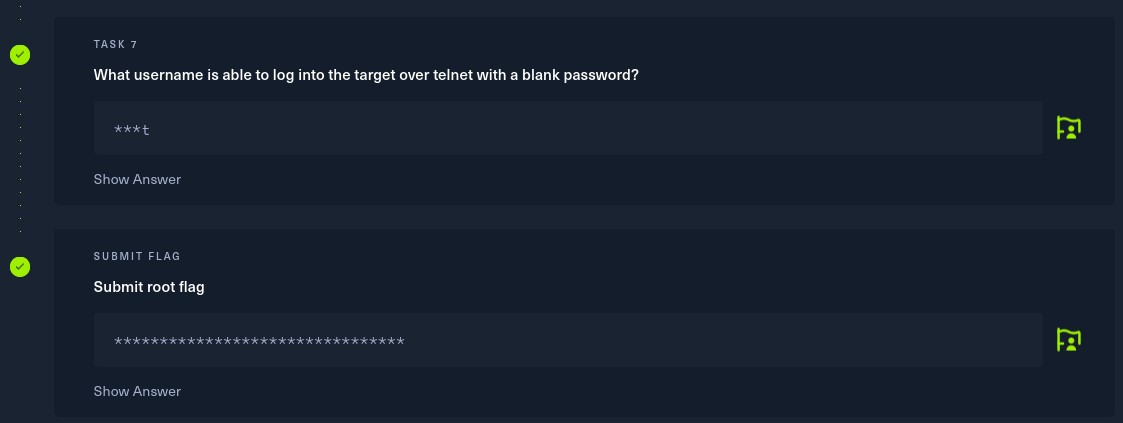 TASK 7
What username is able to log into the target over telnet with a blank password?
***t
Show Answer
SUBMIT FLAG
Submit root flag
********************************
Show Answer